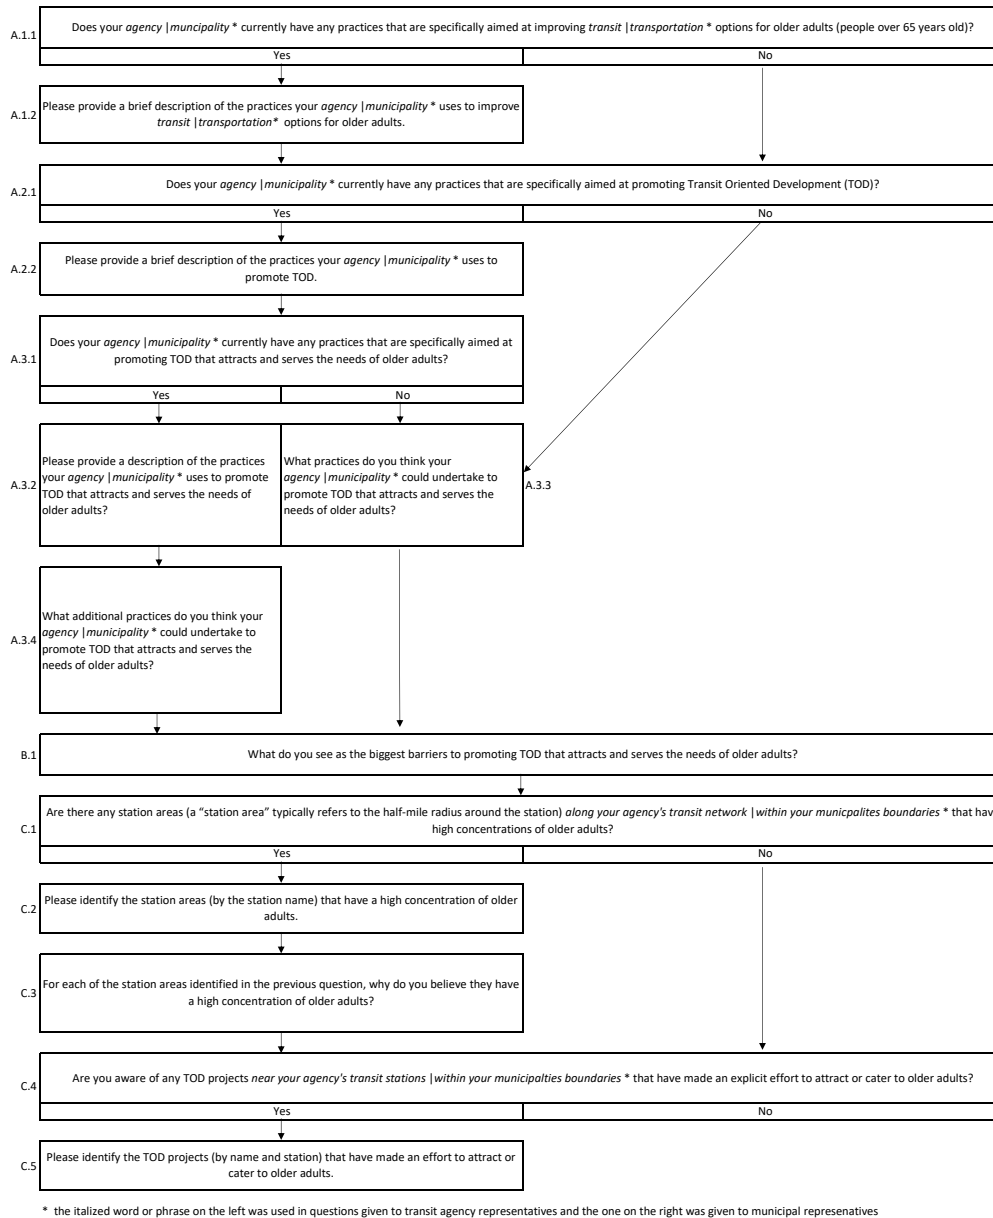 A.1.1
Does your agency |muncipality * currently have any practices that are specifically aimed at improving transit |transportation * options for older adults (people over 65 years old)?
Yes
No
A.1.2
Please provide a brief description of the practices your agency |municipality * uses to improve
transit |transportation* options for older adults.
A.2.1
Does your agency |municipality * currently have any practices that are specifically aimed at promoting Transit Oriented Development (TOD)?
Yes
No
A.2.2
Please provide a brief description of the practices your agency |municipality * uses to
promote TOD.
A.3.1
Does your agency |municipality * currently have any practices that are specifically aimed at
promoting TOD that attracts and serves the needs of older adults?
Yes
No
A.3.2
Please provide a description of the practices
your agency |municipality * uses to promote
TOD that attracts and serves the needs of
older adults?
What practices do you think your
agency |municipality * could undertake to
promote TOD that attracts and serves the
needs of older adults?
A.3.3
A.3.4
What additional practices do you think your
agency |municipality * could undertake to
promote TOD that attracts and serves the
needs of older adults?
B.1
What do you see as the biggest barriers to promoting TOD that attracts and serves the needs of older adults?
C.1
Are there any station areas (a “station area” typically refers to the half-mile radius around the station) along your agency's transit network |within your municpalites boundaries * that hav
high concentrations of older adults?
Yes
No
C.2
Please identify the station areas (by the station name) that have a high concentration of older
adults.
C.3
For each of the station areas identified in the previous question, why do you believe they have
a high concentration of older adults?
C.4
Are you aware of any TOD projects near your agency's transit stations |within your municipalties boundaries * that have made an explicit effort to attract or cater to older adults?
Yes
No
C.5
Please identify the TOD projects (by name and station) that have made an effort to attract or
cater to older adults.
* the italized word or phrase on the left was used in questions given to transit agency representatives and the one on the right was given to municipal represenatives